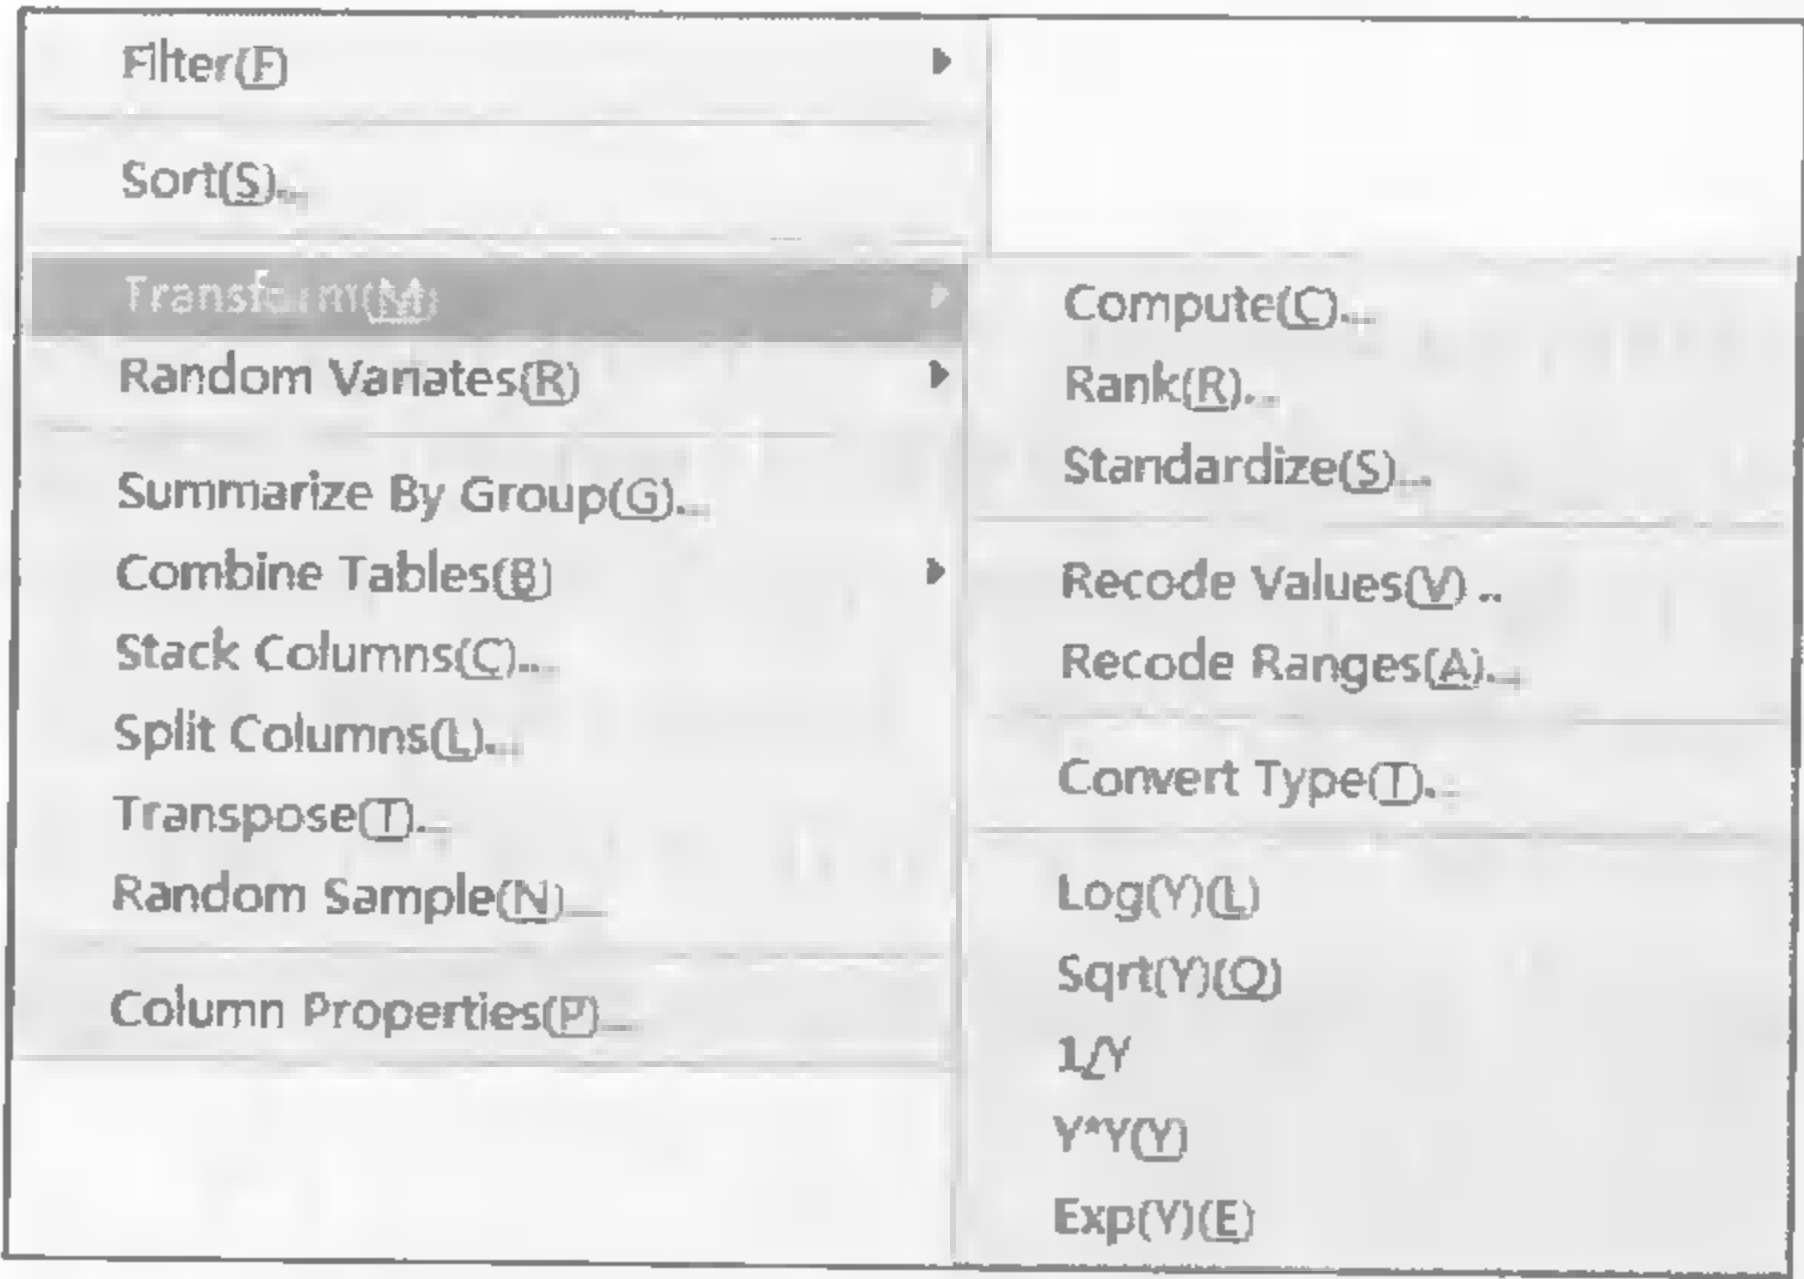 Filter(F)
Sort(S)...
Transform(M)
Random Variates(R)
Summarize By Group(G)...
Combine Tables(B)
Stack Columns(C)...
Split Columns(L)...
Transpose(T)...
Random Sample(N)...
Column Properties(P)...
Compute(C)...
Rank(R)...
Standardize(S)...
Recode Values(V)...
Recode Ranges(A)...
Convert Type(T)...
Log(Y)(L)
Sqrt(Y)(Q)
1/Y
Y*Y(Y)
Exp(Y)(E)